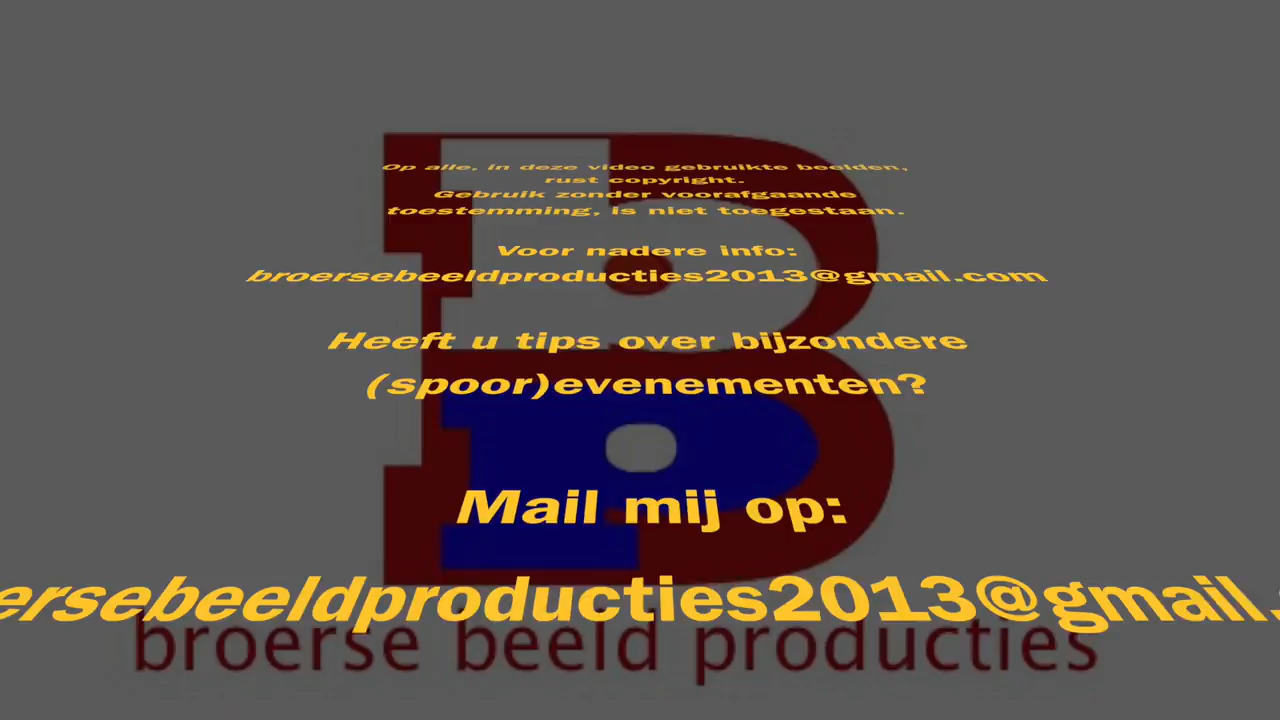 Op alle, in deze video gebruikte beelden,
rust copyright.
Gebruik zonder voorafgaande
toestemming, is niet toegestaan.
Voor nadere info:
broersebeeldproducties2013@gmail.com
Heeft u tips over bijzondere
(spoor)evenementen?
Mail mij op:
ersebeeldproducties2013@gmail.
broerse beeld producties